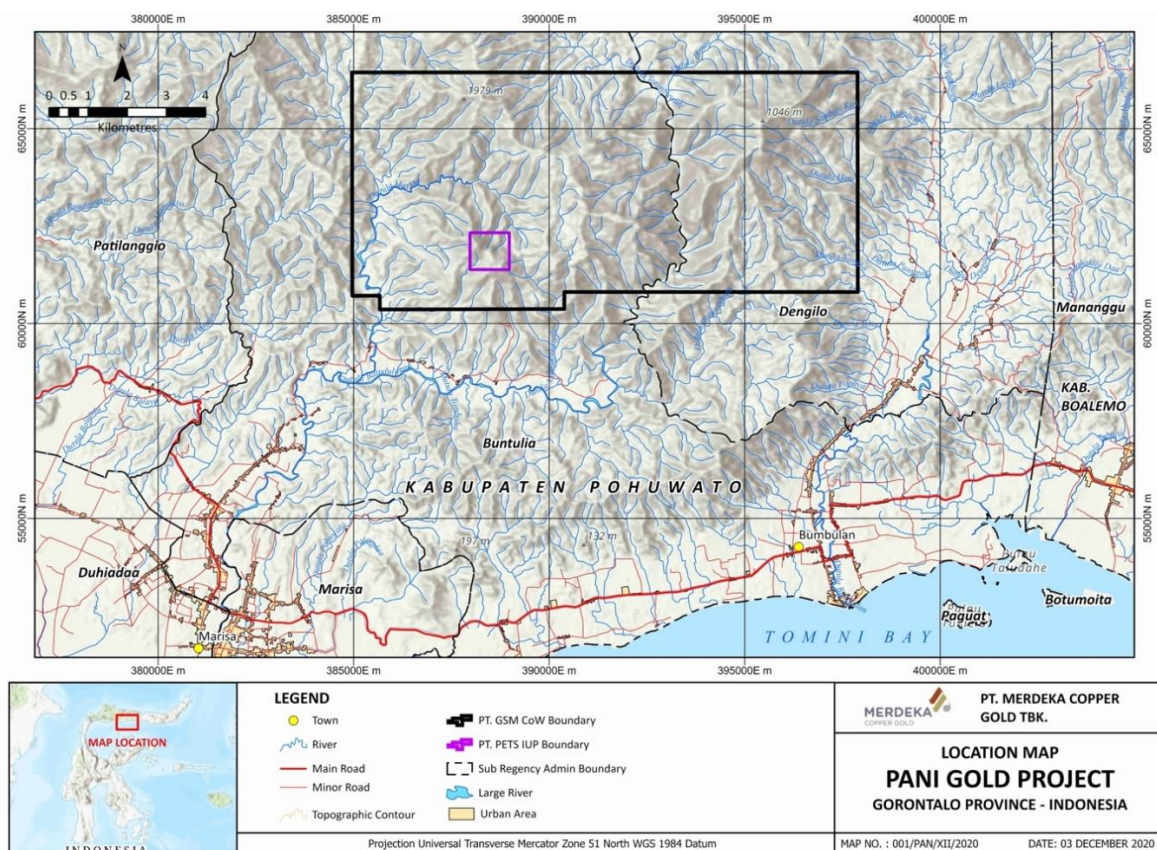 380000E m
385000E m
390000E m
395000E m
400000E m
N
0 0.5 1 2 3 4
Kilometres
65000N m
65000N m
1979 m
1046 m
Patilanggio
60000N m
60000N m
Dengilo
Mananggu
KAB.
BOALEMO
Buntulia
KABUPATEN POHUWATO
55000N m
55000N m
197 m
132 m
Bumbulan
Duhiadaa
Marisa
Marisa
Botumoita
Paguat
TOMINI BAY
380000E m
385000E m
390000E m
395000E m
400000E m
MAP LOCATION
INDONESIA
LEGEND
Town
River
Main Road
Minor Road
Topographic Contour
PT. GSM CoW Boundary
PT. PETS IUP Boundary
Sub Regency Admin Boundary
Large River
Urban Area
Projection Universal Transverse Mercator Zone 51 North WGS 1984 Datum
MERDEKA
COPPER GOLD
PT. MERDEKA COPPER
GOLD TBK.
LOCATION MAP
PANI GOLD PROJECT
GORONTALO PROVINCE - INDONESIA
MAP NO. : 001/PAN/XII/2020
DATE: 03 DECEMBER 2020